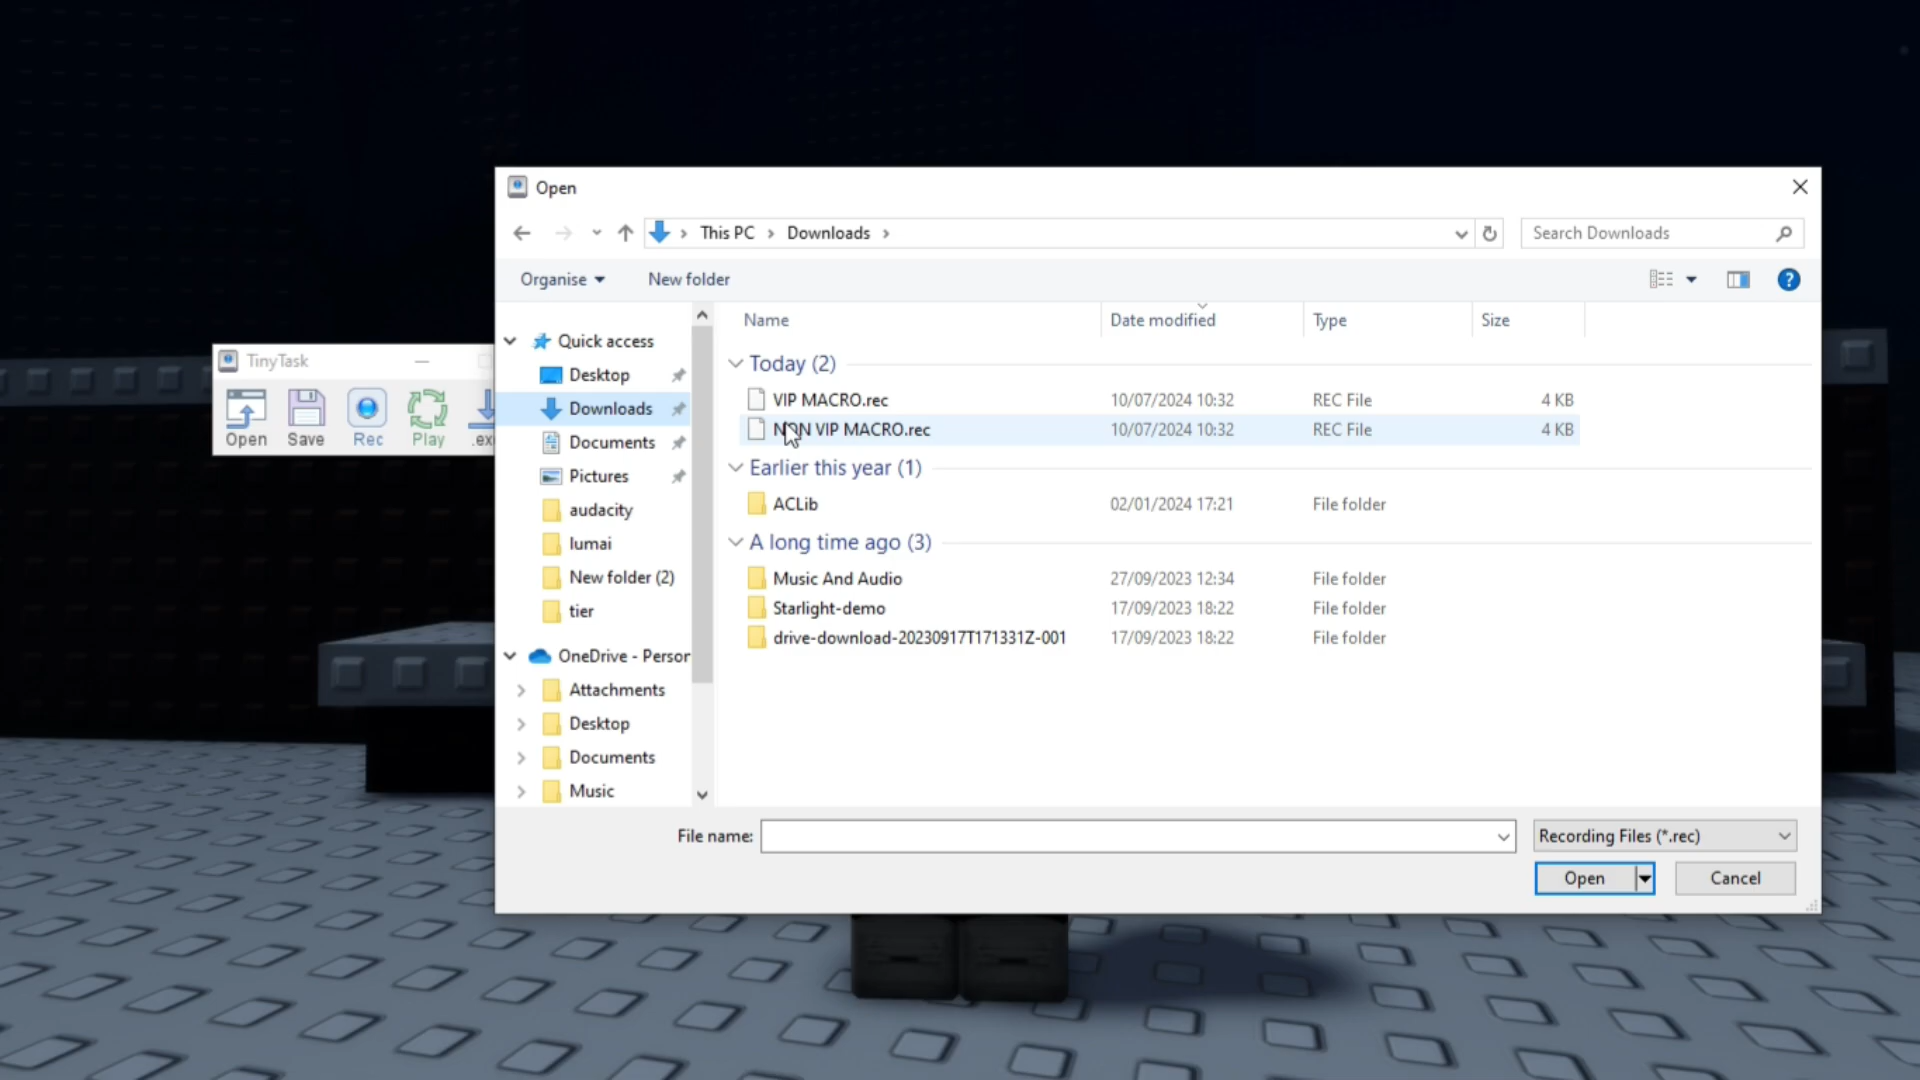 Open
This PC
Downloads
Search Downloads
Organise
New folder
Name
Date modified
Type
Size
TinyTask
Open
Save
Rec
Play
.ex
Quick access
Desktop
Downloads
Documents
Pictures
audacity
lumai
New folder (2)
tier
OneDrive - Person
Attachments
Desktop
Documents
Music
Today (2)
VIP MACRO.rec 10/07/2024 10:32 REC File 4 KB
NON VIP MACRO.rec 10/07/2024 10:32 REC File 4 KB
Earlier this year (1)
ACLib 02/01/2024 17:21 File folder
A long time ago (3)
Music And Audio 27/09/2023 12:34 File folder
Starlight-demo 17/09/2023 18:22 File folder
drive-download-20230917T171331Z-001 17/09/2023 18:22 File folder
File name:
Recording Files (*.rec)
Open
Cancel